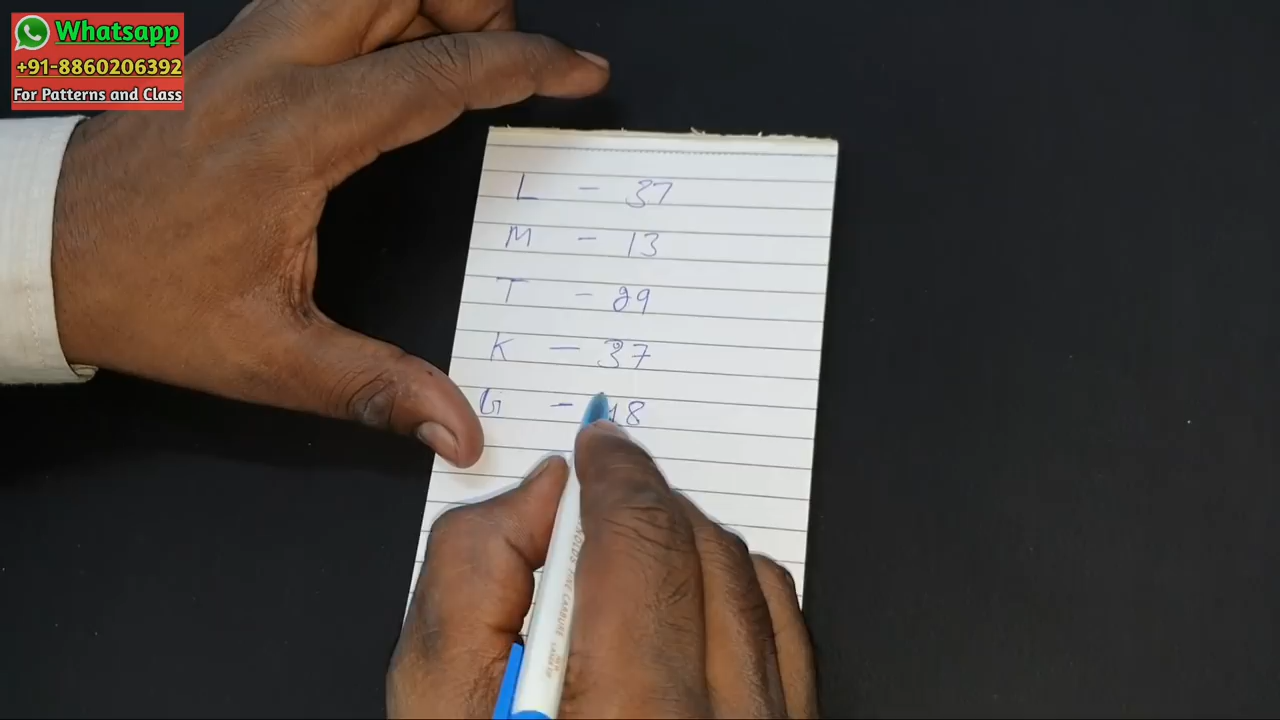 Whatsapp
+91-8860206392
For Patterns and Class
L - 37
M - 13
T - 29
K - 37
G - 18